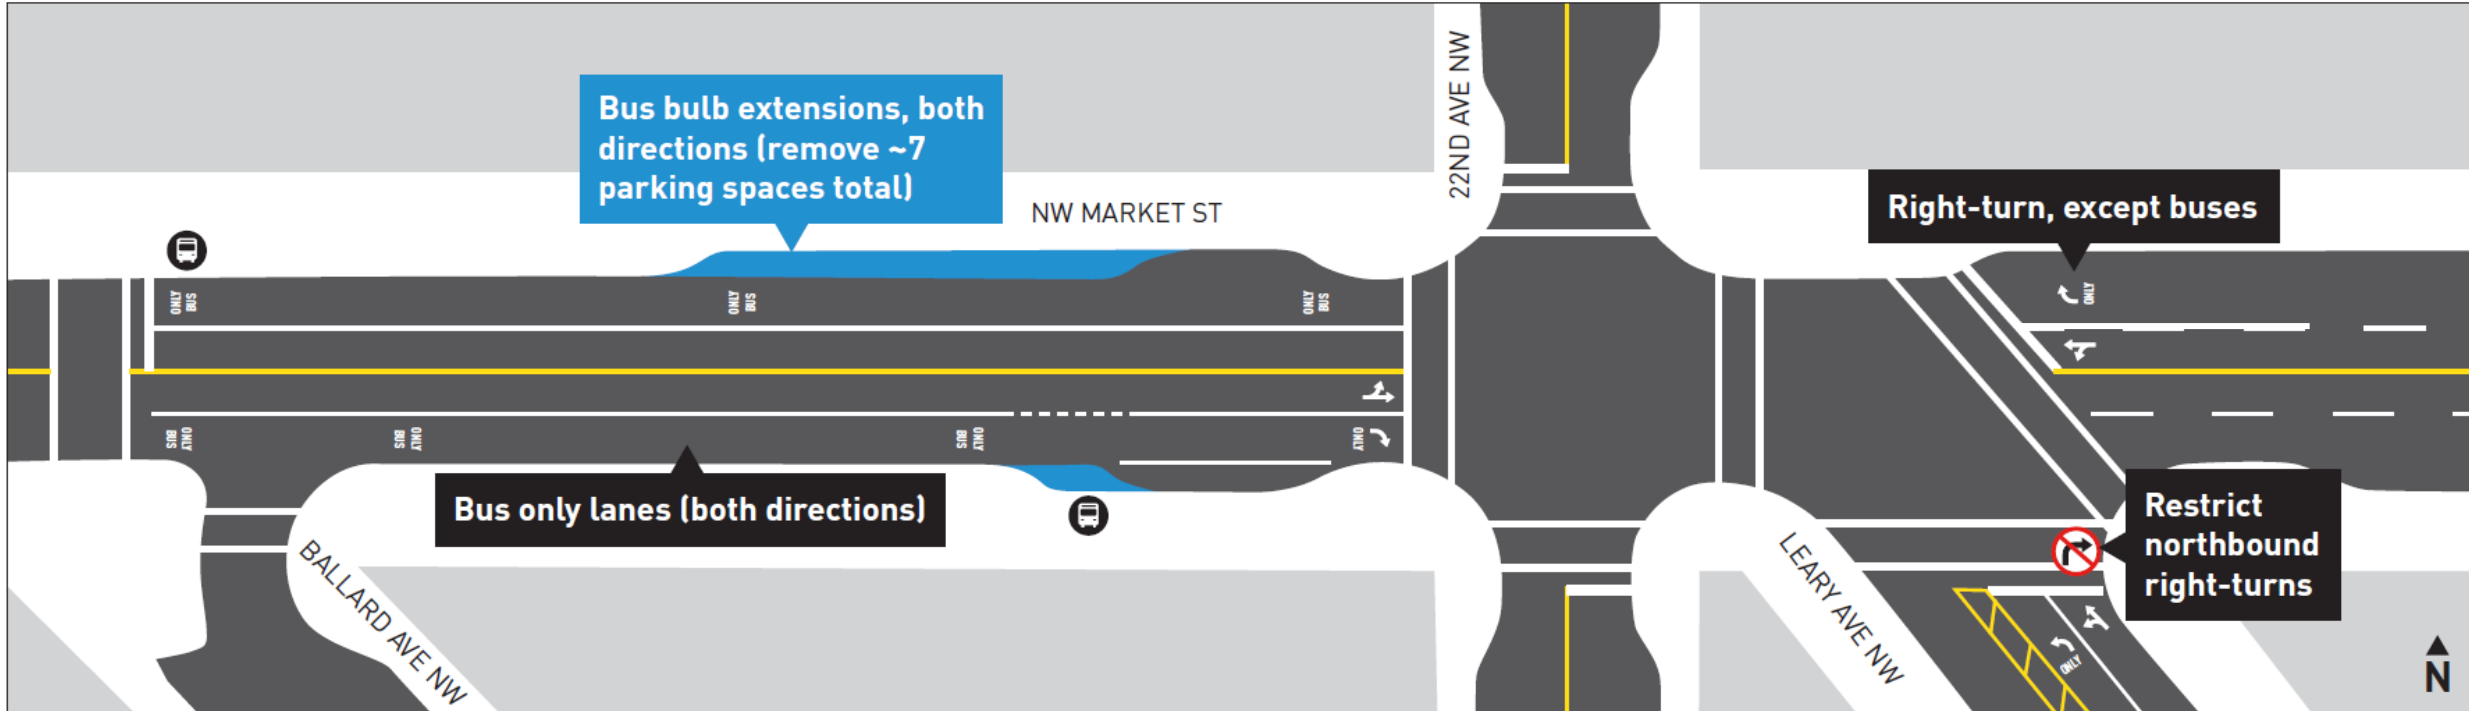 Bus bulb extensions, both
directions (remove ~7
parking spaces total)
NW MARKET ST
22ND AVE NW
Right-turn, except buses
ONLY
BUS
ONLY
BUS
ONLY
BUS
ONLY
BUS
ONLY
BUS
ONLY
BUS
ONLY
ONLY
Bus only lanes (both directions)
Restrict
northbound
right-turns
BALLARD AVE NW
LEARY AVE NW
ONLY
N